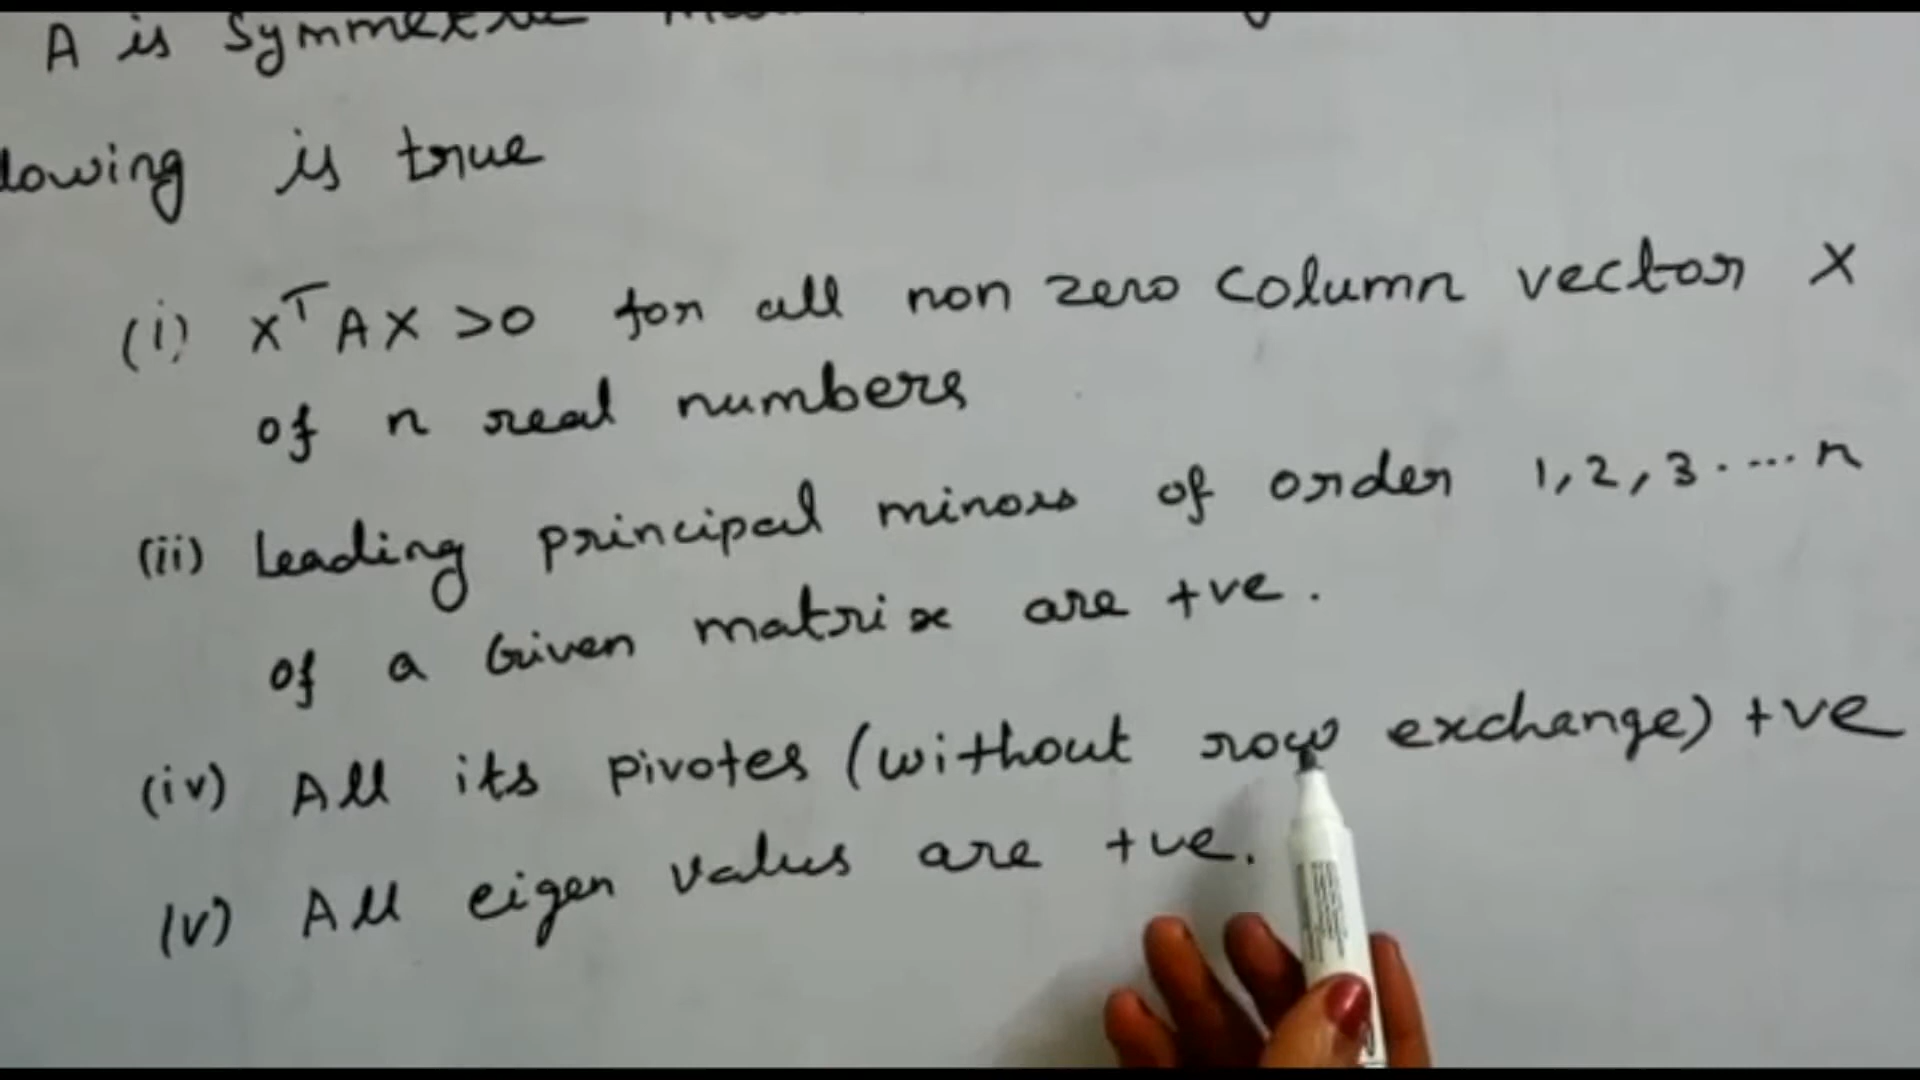 A is Symmetric
lowing is true
(i) X^T A X >0 for all non zero Column vector X
of n real numbers
(ii) Leading principal minors of order 1,2,3.... n
of a Given matrix are +ve.
(iv) All its pivotes (without row exchange) +ve
(v) All eigen values are +ve.